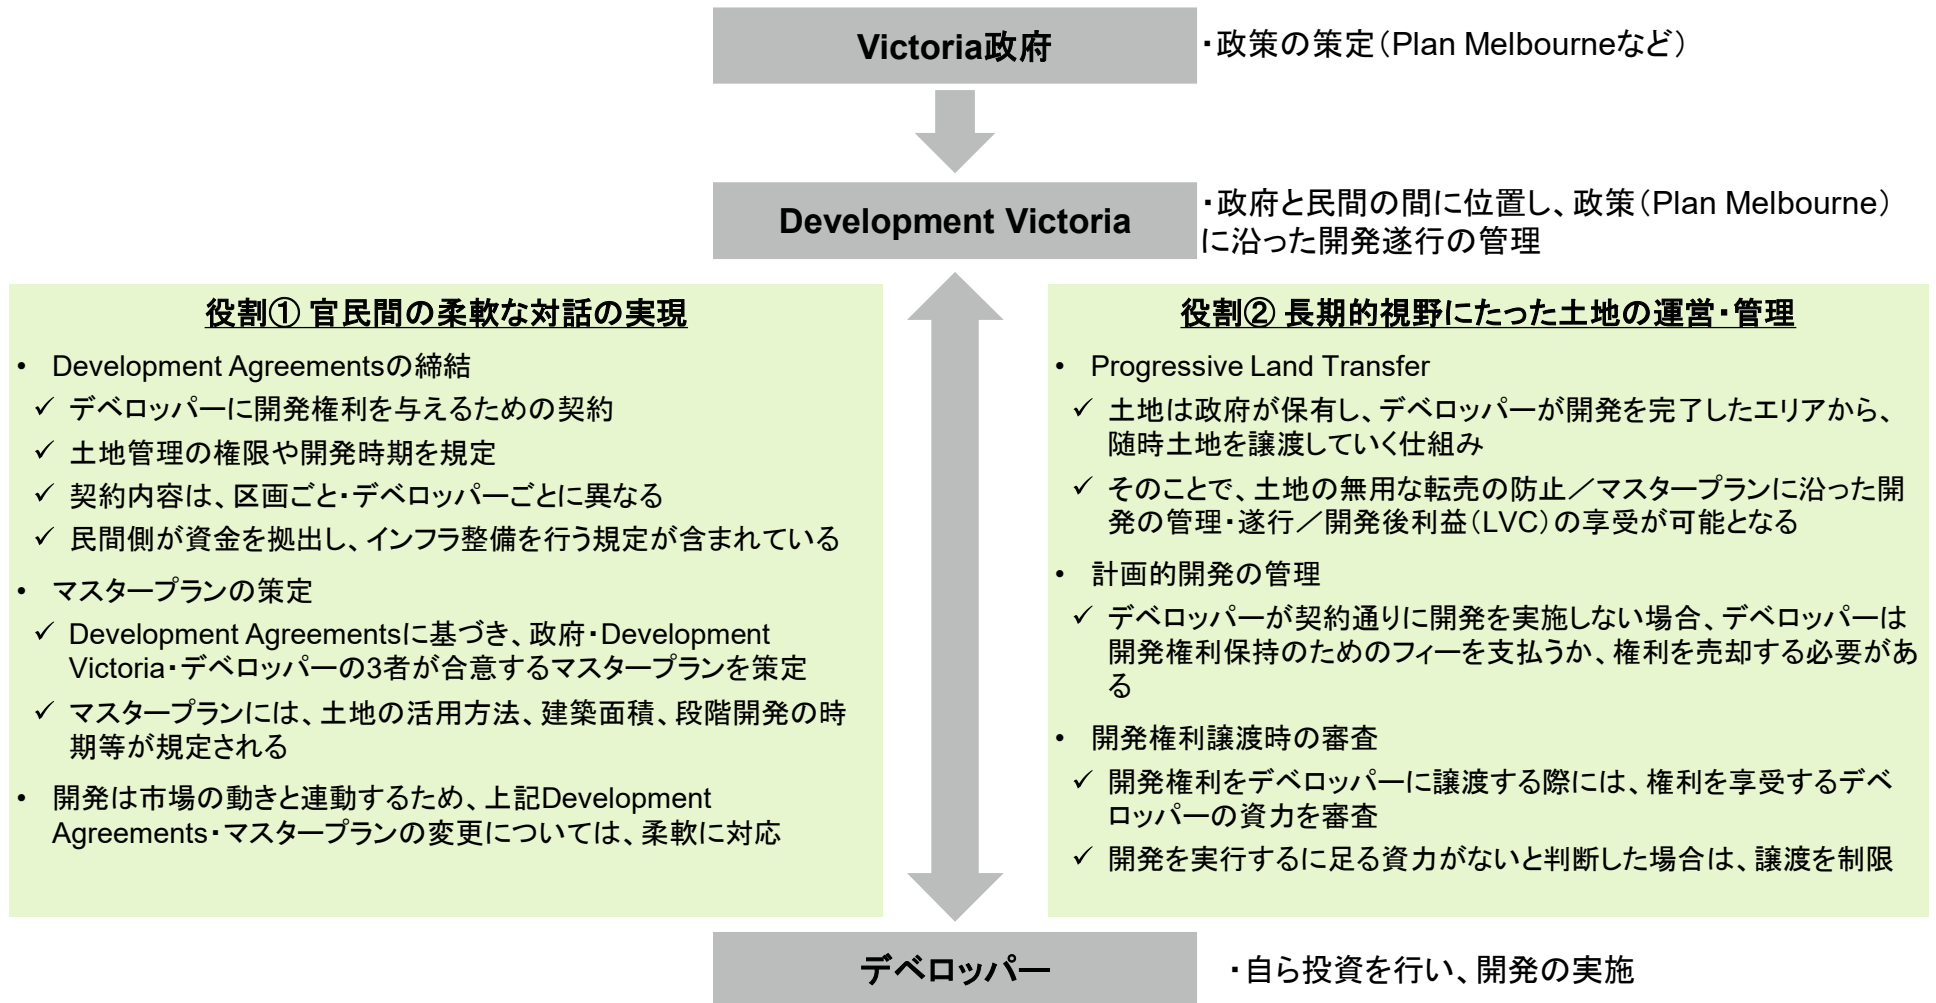 Victoria政府
・政策の策定（Plan Melbourneなど）
Development Victoria
・政府と民間の間に位置し、政策（Plan Melbourne）
に沿った開発遂行の管理
役割① 官民間の柔軟な対話の実現
• Development Agreementsの締結
✓ デベロッパーに開発権利を与えるための契約
✓ 土地管理の権限や開発時期を規定
✓ 契約内容は、区画ごと・デベロッパーごとに異なる
✓ 民間側が資金を拠出し、インフラ整備を行う規定が含まれている
• マスタープランの策定
✓ Development Agreementsに基づき、政府・Development
Victoria・デベロッパーの3者が合意するマスタープランを策定
✓ マスタープランには、土地の活用方法、建築面積、段階開発の時
期等が規定される
• 開発は市場の動きと連動するため、上記Development
Agreements・マスタープランの変更については、柔軟に対応
役割② 長期的視野にたった土地の運営・管理
• Progressive Land Transfer
✓ 土地は政府が保有し、デベロッパーが開発を完了したエリアから、
随時土地を譲渡していく仕組み
✓ そのことで、土地の無用な転売の防止／マスタープランに沿った開
発の管理・遂行／開発後利益（LVC）の享受が可能となる
• 計画的開発の管理
✓ デベロッパーが契約通りに開発を実施しない場合、デベロッパーは
開発権利保持のためのフィーを支払うか、権利を売却する必要があ
る
• 開発権利譲渡時の審査
✓ 開発権利をデベロッパーに譲渡する際には、権利を享受するデベ
ロッパーの資力を審査
✓ 開発を実行するに足る資力がないと判断した場合は、譲渡を制限
デベロッパー
・自ら投資を行い、開発の実施